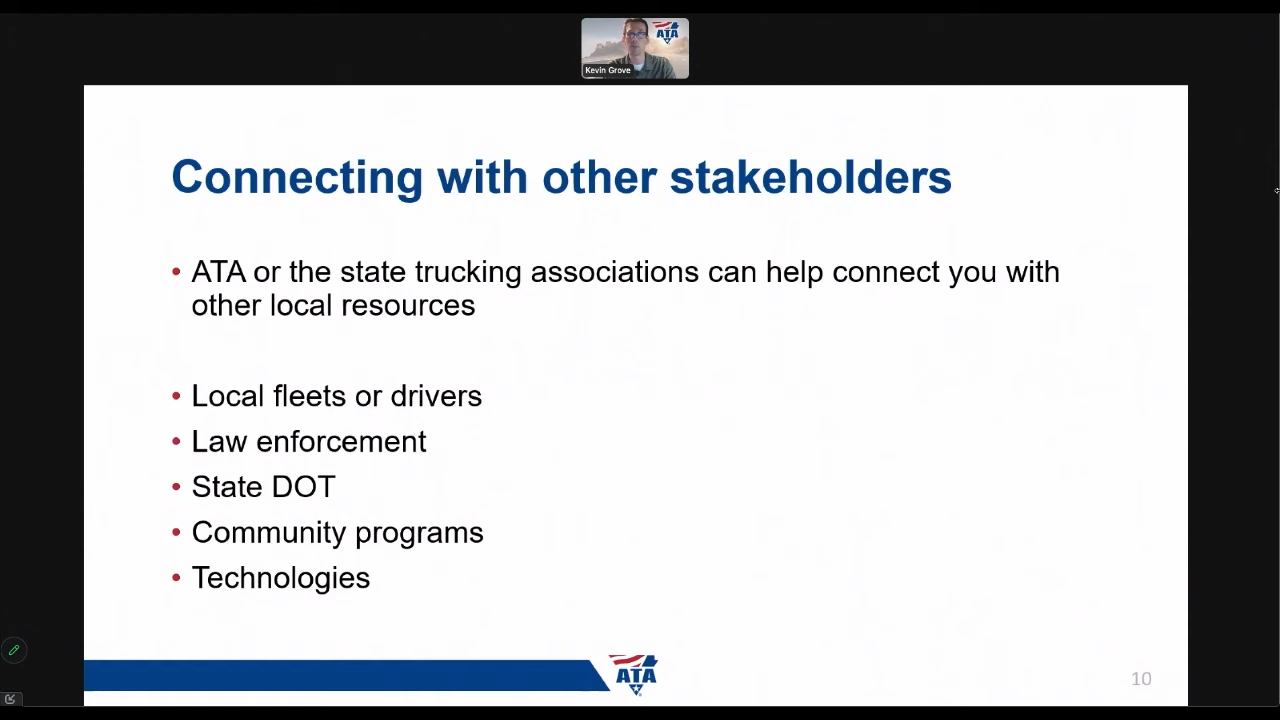 ATA
Kevin Grove
Connecting with other stakeholders
• ATA or the state trucking associations can help connect you with
other local resources
• Local fleets or drivers
• Law enforcement
• State DOT
• Community programs
• Technologies
ATA
10